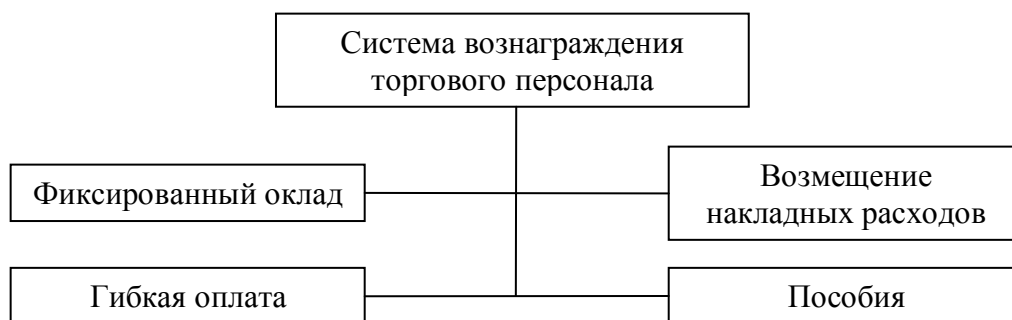 Система вознаграждения
торгового персонала
Фиксированный оклад
Возмещение
накладных расходов
Гибкая оплата
Пособия